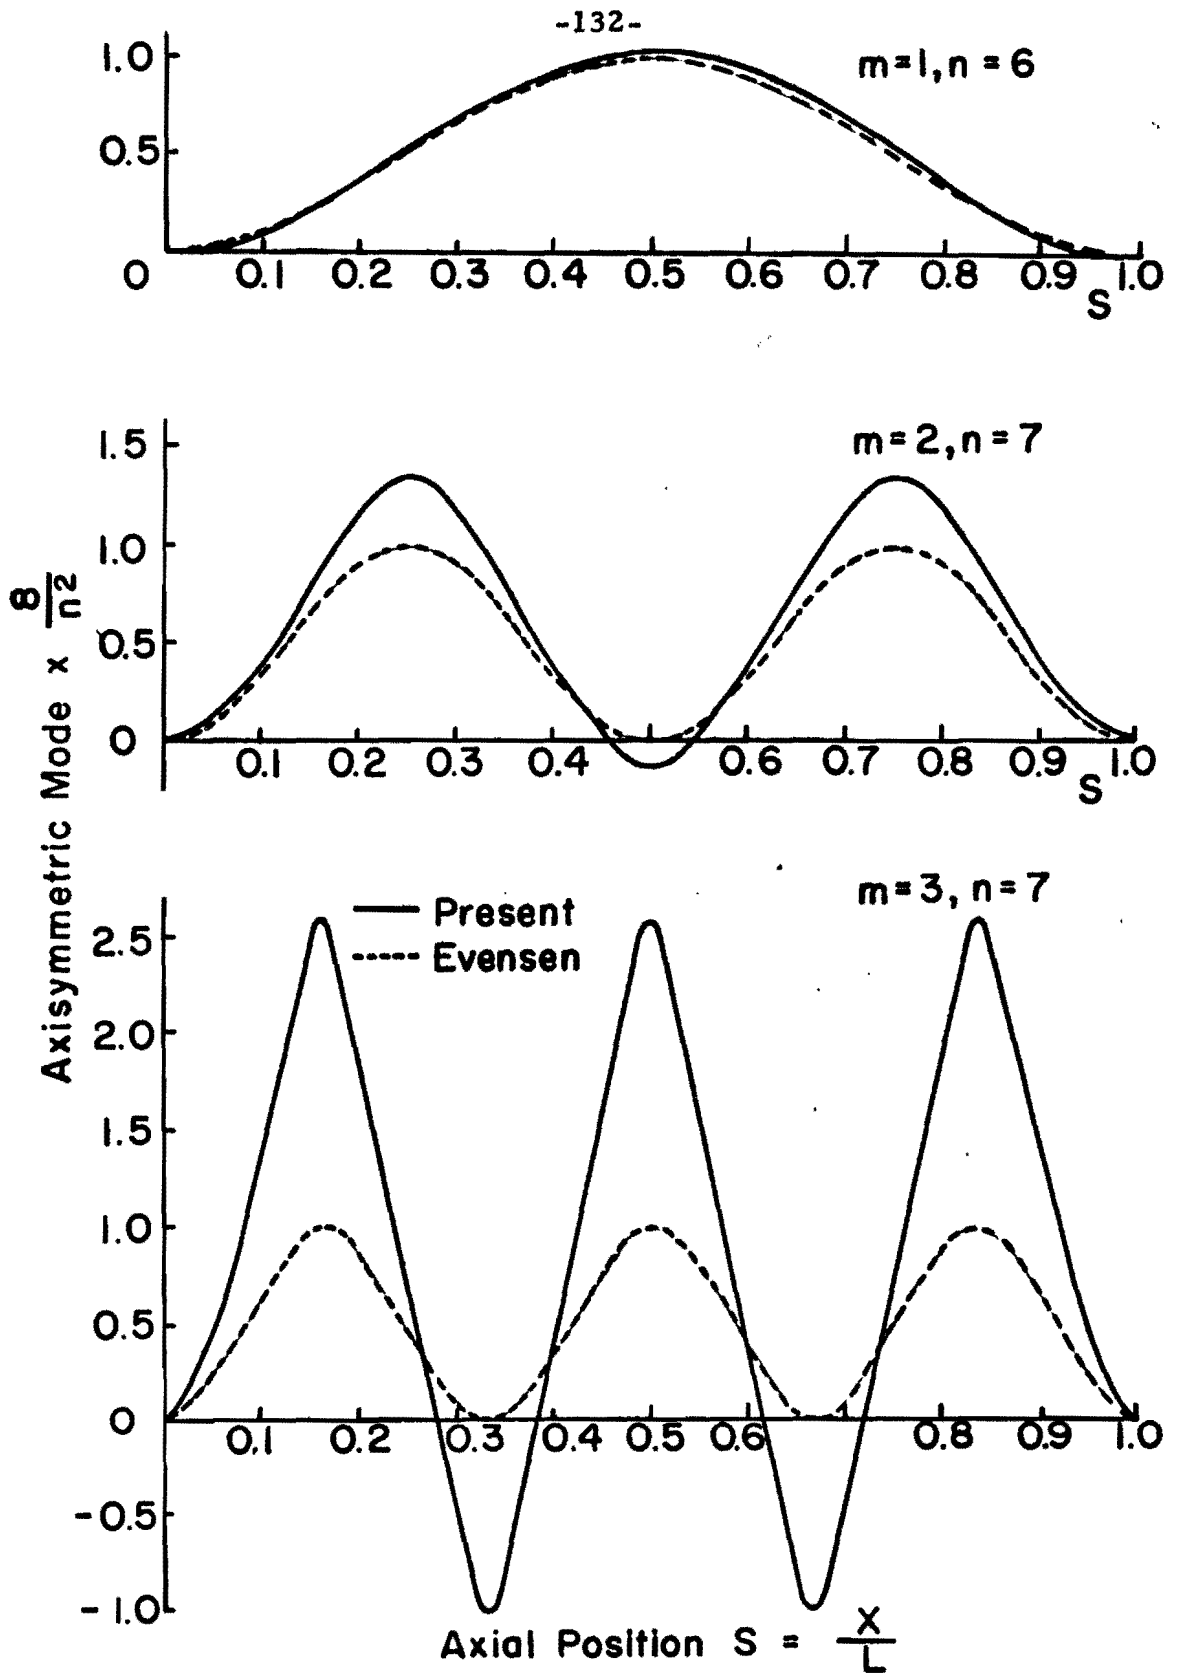 -132-
m=1, n=6
1.0
0.5
0
0.1 0.2 0.3 0.4 0.5 0.6 0.7 0.8 0.9 1.0
S
m=2, n=7
1.5
1.0
0.5
0
0.1 0.2 0.3 0.4 0.6 0.7 0.8 0.9 1.0
S
Axisymmetric Mode x 8/n2
m=3, n=7
Present
Evensen
2.5
2.0
1.5
1.0
0.5
0
0.1 0.2 0.3 0.4 0.5 0.6 0.8 0.9 1.0
-0.5
-1.0
Axial Position S = X/L